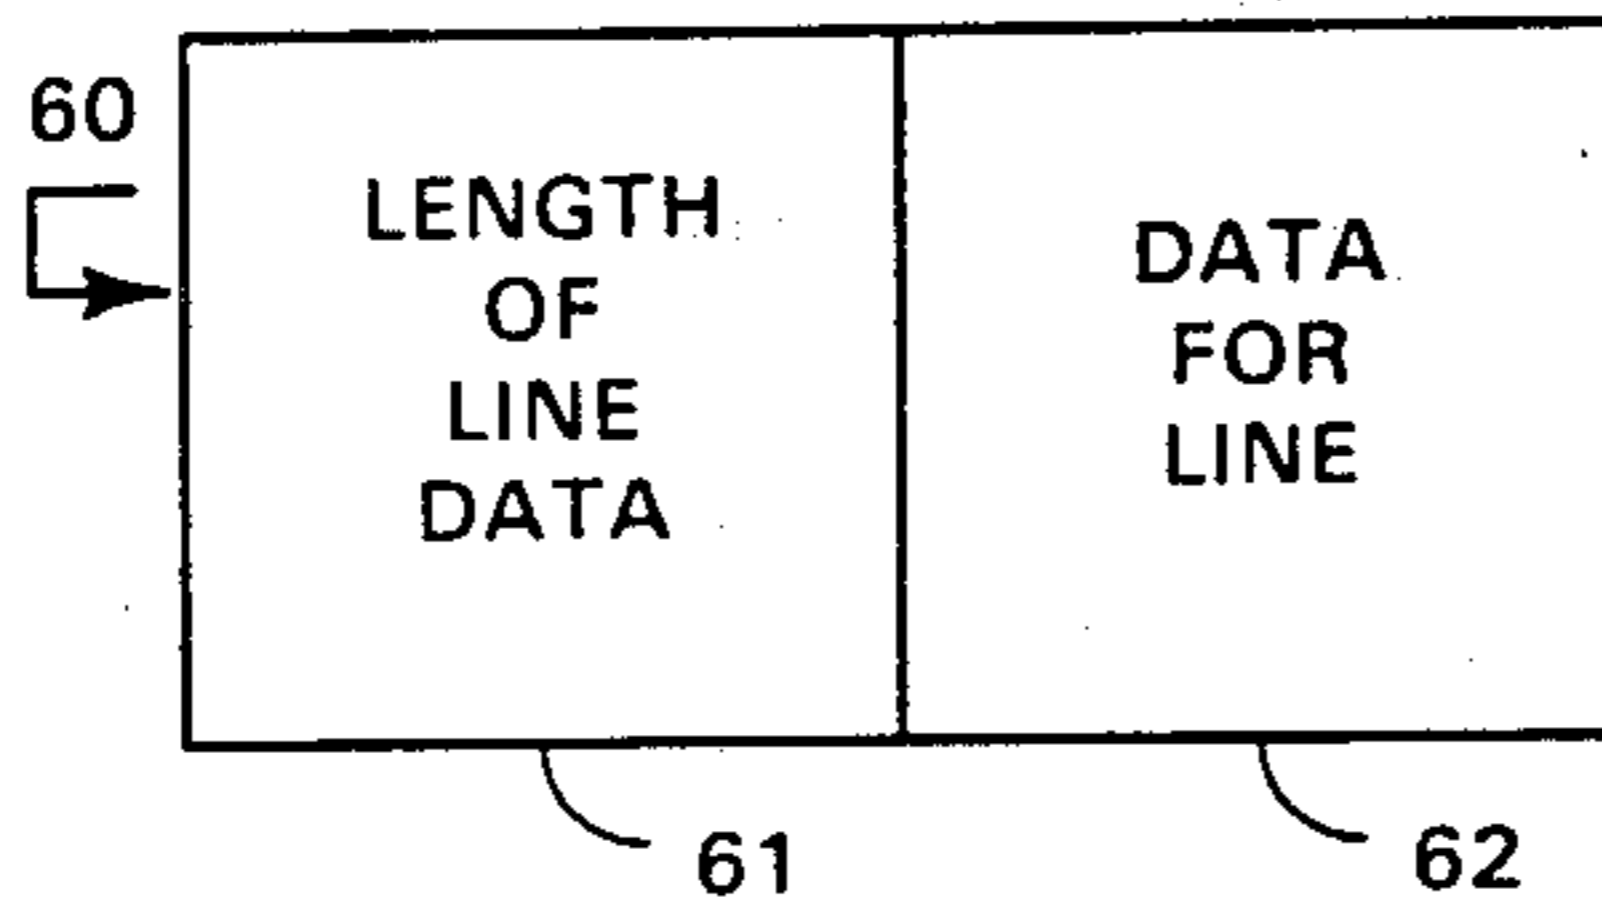 60
LENGTH
OF
LINE
DATA
DATA
FOR
LINE
61
62